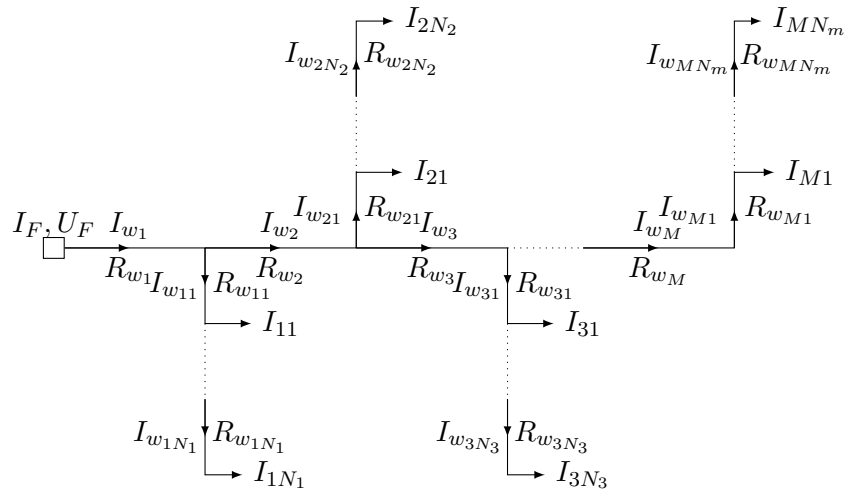 $I_{2N_2}$ $I_{MN_m}$
$I_{w_{2N_2}}$ $R_{w_{2N_2}}$ $I_{w_{MN_m}}$ $R_{w_{MN_m}}$
$I_{21}$ $I_{M1}$
$I_F, U_F$ $I_{w_1}$ $I_{w_2}$ $I_{w_{21}}$ $R_{w_{21}}$ $I_{w_3}$ $I_{w_M}$ $I_{w_{M1}}$ $R_{w_{M1}}$
$R_{w_1}$ $I_{w_{11}}$ $R_{w_{11}}$ $R_{w_2}$ $R_{w_3}$ $I_{w_{31}}$ $R_{w_{31}}$ $R_{w_M}$
$I_{11}$ $I_{31}$
$I_{w_{1N_1}}$ $R_{w_{1N_1}}$ $I_{w_{3N_3}}$ $R_{w_{3N_3}}$
$I_{1N_1}$ $I_{3N_3}$